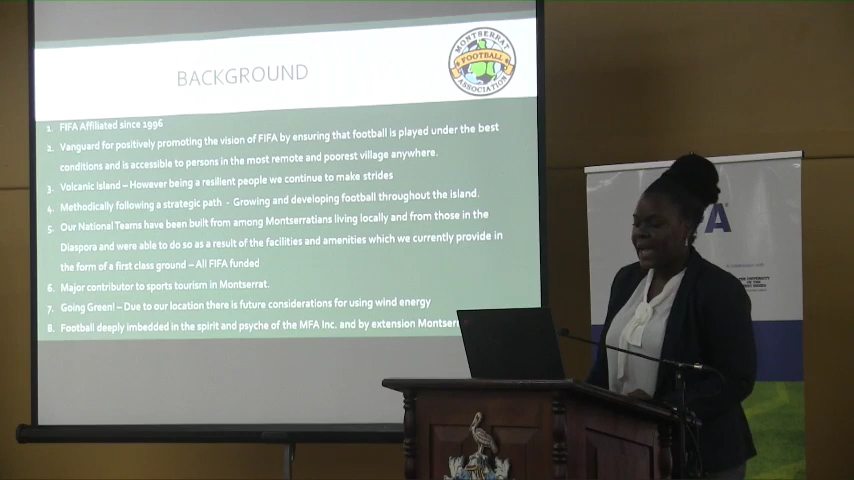 BACKGROUND
MONTSERRAT
FOOTBALL
ASSOCIATION
1. FIFA Affiliated since 1996
2. Vanguard for positively promoting the vision of FIFA by ensuring that football is played under the best
conditions and is accessible to persons in the most remote and poorest village anywhere.
3. Volcanic Island – However being a resilient people we continue to make strides
4. Methodically following a strategic path - Growing and developing football throughout the island.
5. Our National Teams have been built from among Montserratians living locally and from those in the
Diaspora and were able to do so as a result of the facilities and amenities which we currently provide in
the form of a first class ground – All FIFA funded
6. Major contributor to sports tourism in Montserrat.
7. Going Green! – Due to our location there is future considerations for using wind energy
8. Football deeply imbedded in the spirit and psyche of the MFA Inc. and by extension Montser